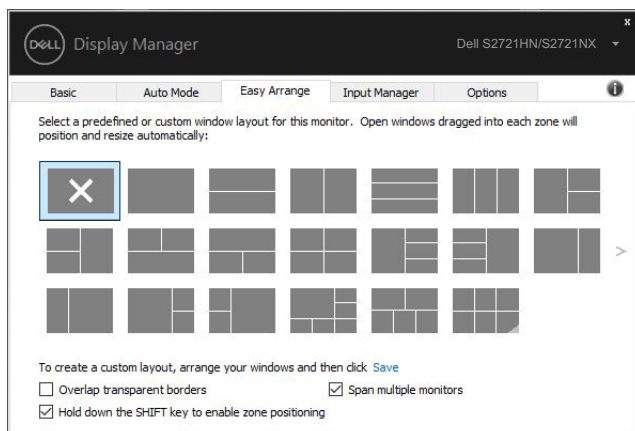 x
DELL Display Manager
Dell S2721HN/S2721NX
Basic Auto Mode Easy Arrange Input Manager Options
Select a predefined or custom window layout for this monitor. Open windows dragged into each zone will
position and resize automatically:
To create a custom layout, arrange your windows and then click Save
Overlap transparent borders Span multiple monitors
Hold down the SHIFT key to enable zone positioning